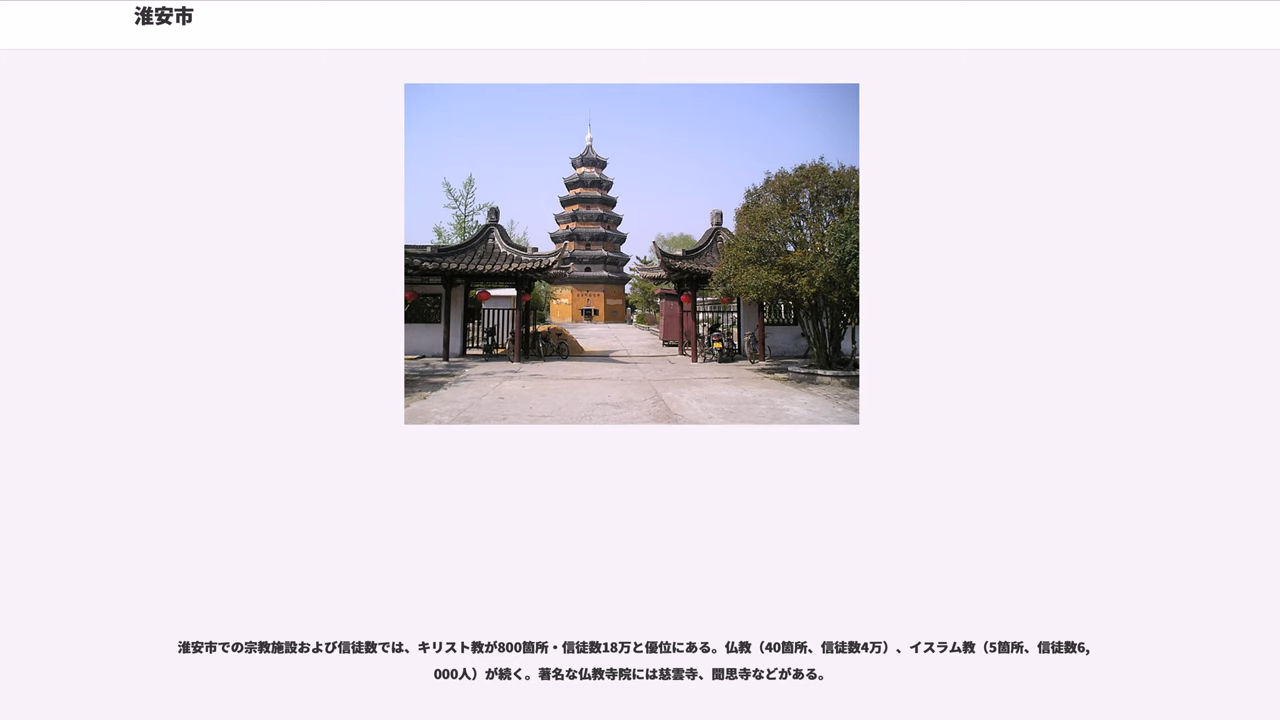 淮安市
淮安市での宗教施設および信徒数では、キリスト教が800箇所・信徒数18万と優位にある。仏教（40箇所、信徒数4万）、イスラム教（5箇所、信徒数6,
000人）が続く。著名な仏教寺院には慈雲寺、聞思寺などがある。